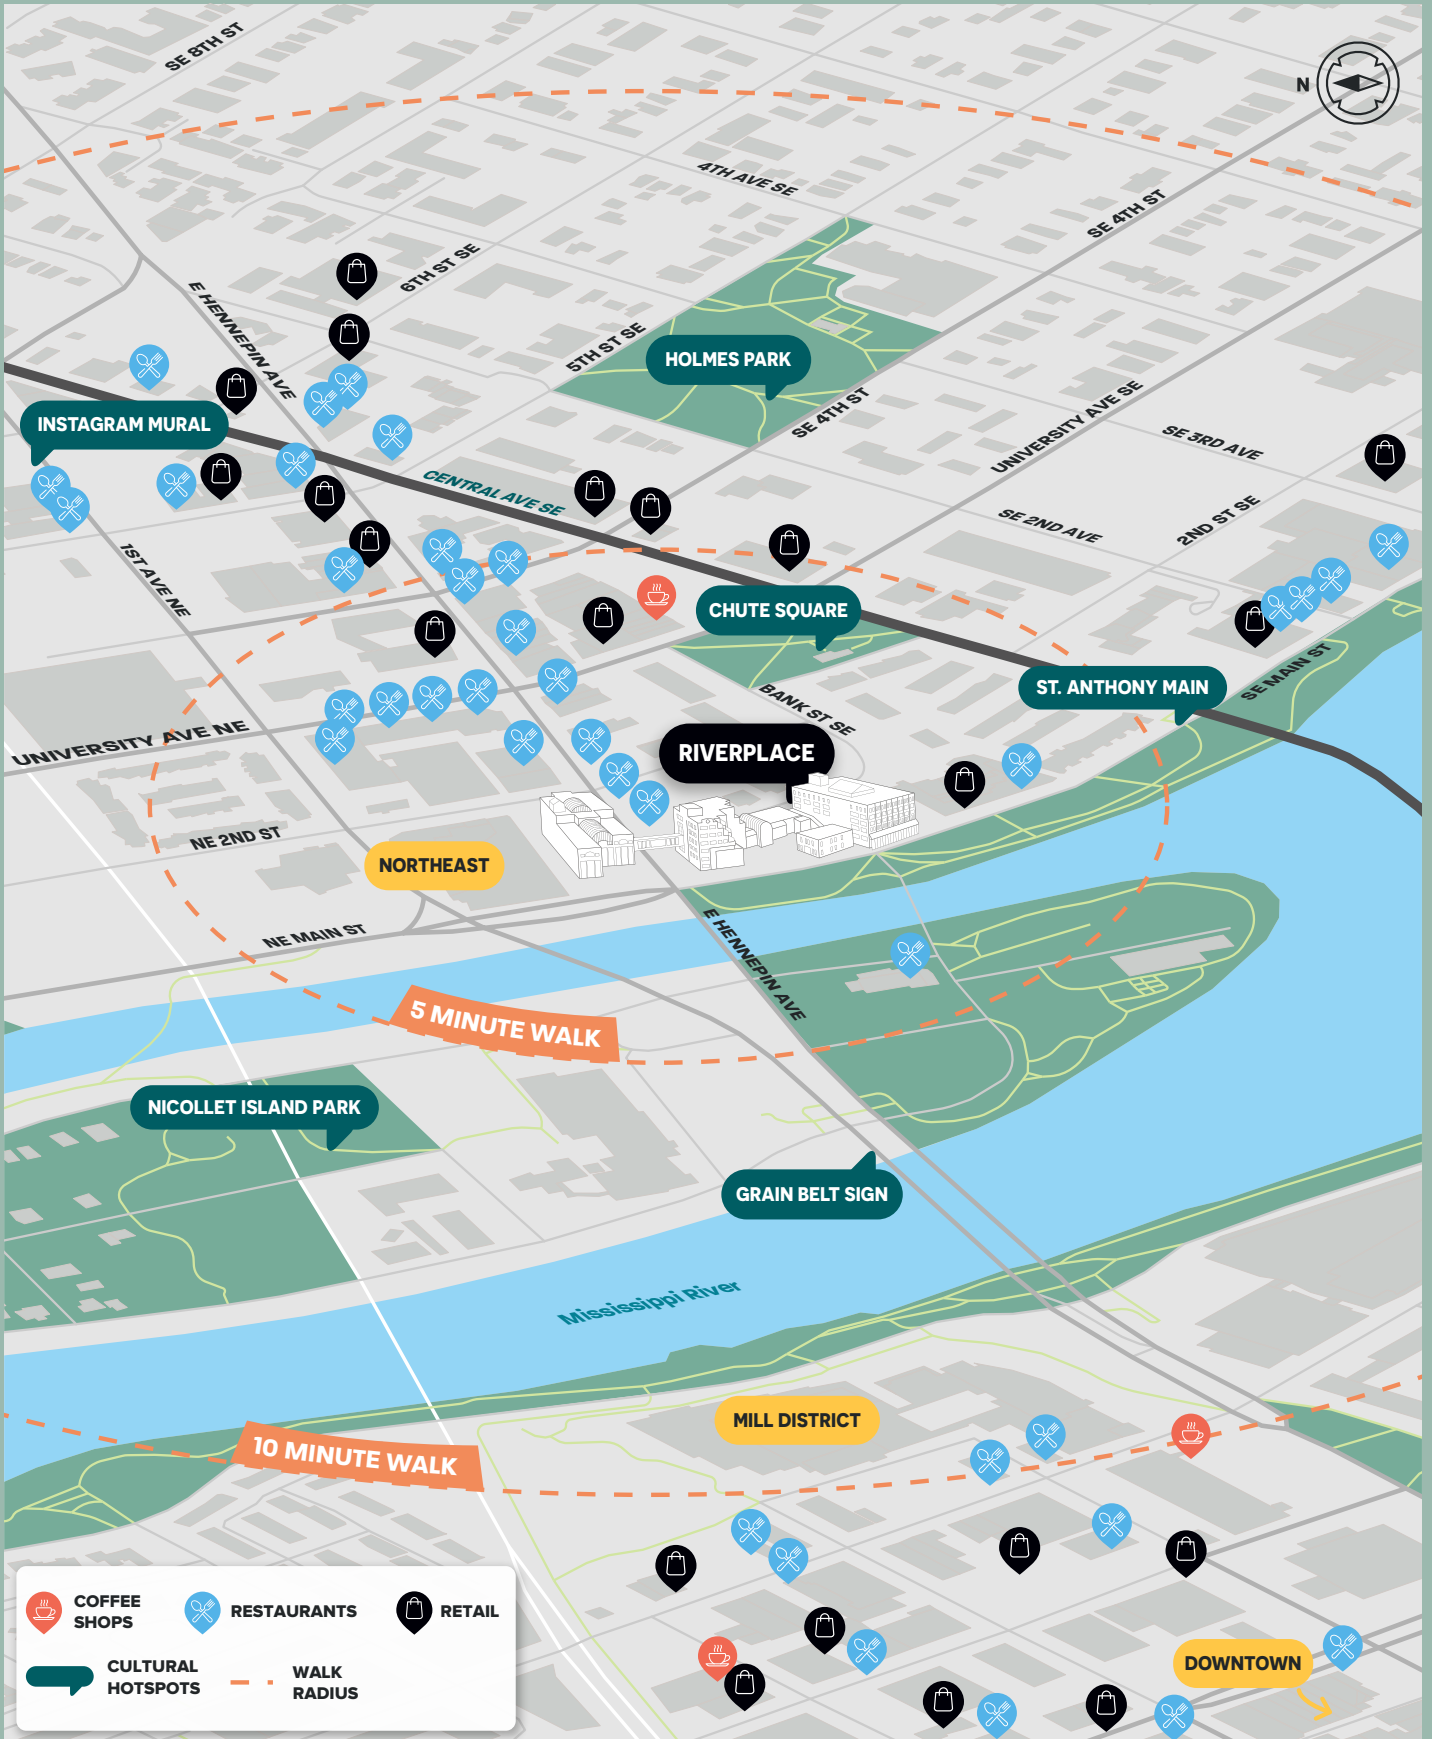 SE 8TH ST
N
4TH AVE SE
SE 4TH ST
6TH ST SE
E HENNEPIN AVE
5TH ST SE
HOLMES PARK
SE 4TH ST
UNIVERSITY AVE SE
INSTAGRAM MURAL
SE 3RD AVE
CENTRAL AVE SE
SE 2ND AVE
2ND ST SE
1ST AVE NE
CHUTE SQUARE
SE MAIN ST
ST. ANTHONY MAIN
BANK ST SE
UNIVERSITY AVE NE
RIVERPLACE
NE 2ND ST
NORTHEAST
NE MAIN ST
E HENNEPIN AVE
5 MINUTE WALK
NICOLLET ISLAND PARK
GRAIN BELT SIGN
Mississippi River
MILL DISTRICT
10 MINUTE WALK
COFFEE
SHOPS
RESTAURANTS
RETAIL
CULTURAL
HOTSPOTS
WALK
RADIUS
DOWNTOWN